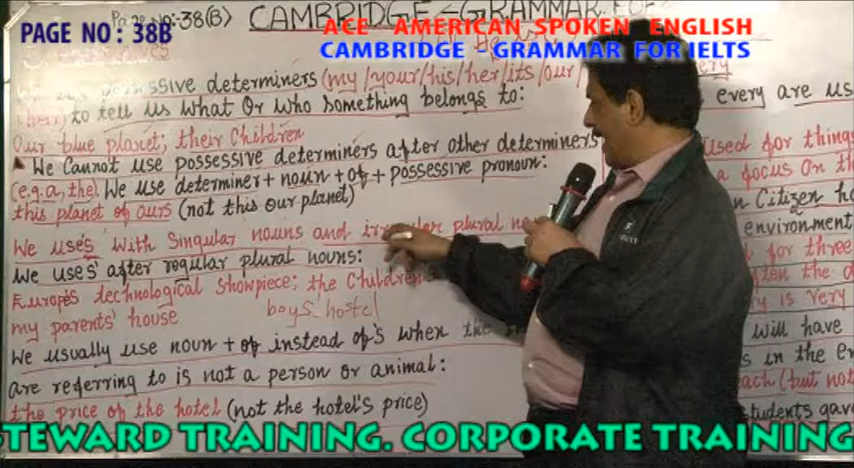 PAGE NO: 38B
Page No:-38(B) CAMBRIDGE-GRAMMAR FOR
ACE AMERICAN SPOKEN ENGLISH
CAMBRIDGE - GRAMMAR FOR IELTS
possessive determiners (my/your/his/her/its/our/
their) to tell us what Or who something belongs to:
Our blue planet; their Children
We Cannot use possessive determiners after other determiners
(e.g. a, the) We use determiner + noun + of + possessive pronoun:
this planet of ours (not this our planet)
We use's with Singular nouns and irregular plural
We use s' after regular plural nouns:
Europe's technological Showpiece; the Children
my parents' house
boys' hostel
We usually use noun + of instead of 's when the
are referring to is not a person or animal:
the price of the hotel (not the hotel's price)
every are
used for things
a focus on th
Citizen
environment
for three
ten the
is very
will have
in the
each (but not
students gav
STEWARD TRAINING. CORPORATE TRAINING